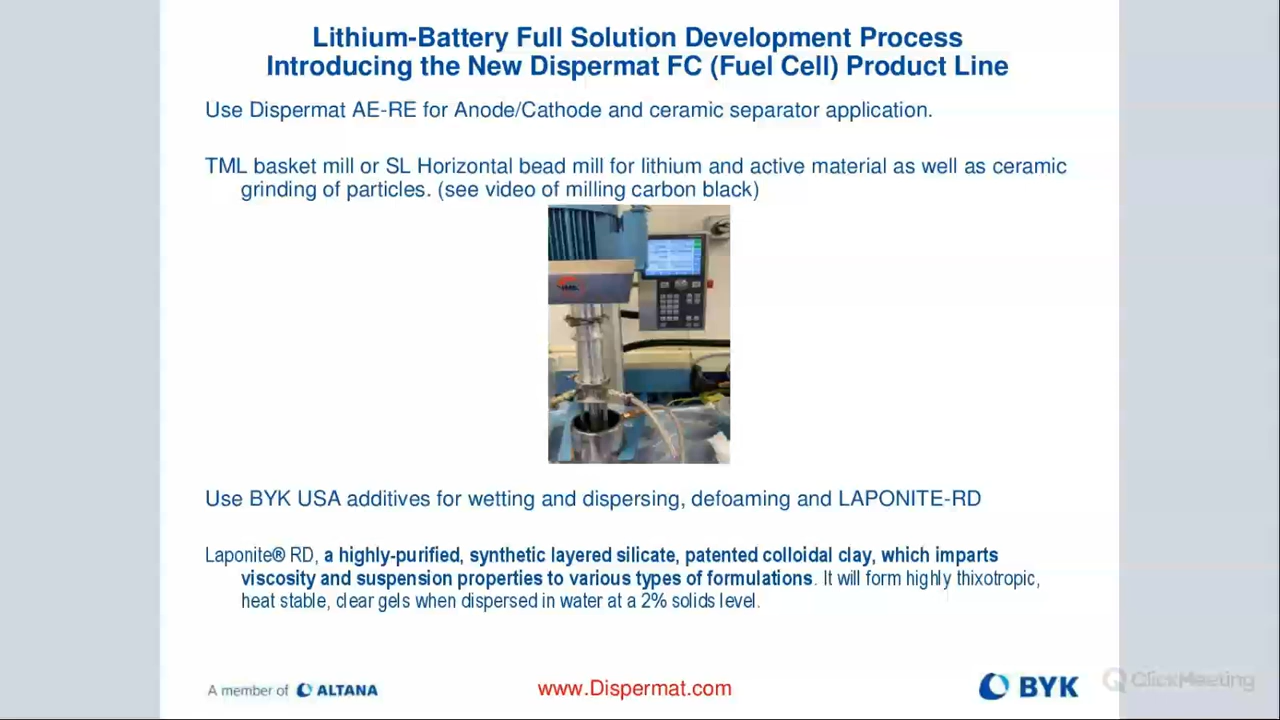 Lithium-Battery Full Solution Development Process
Introducing the New Dispermat FC (Fuel Cell) Product Line
Use Dispermat AE-RE for Anode/Cathode and ceramic separator application.
TML basket mill or SL Horizontal bead mill for lithium and active material as well as ceramic
grinding of particles. (see video of milling carbon black)
Use BYK USA additives for wetting and dispersing, defoaming and LAPONITE-RD
Laponite® RD, a highly-purified, synthetic layered silicate, patented colloidal clay, which imparts
viscosity and suspension properties to various types of formulations. It will form highly thixotropic,
heat stable, clear gels when dispersed in water at a 2% solids level.
A member of ALTANA
www.Dispermat.com
BYK
ClickMeeting